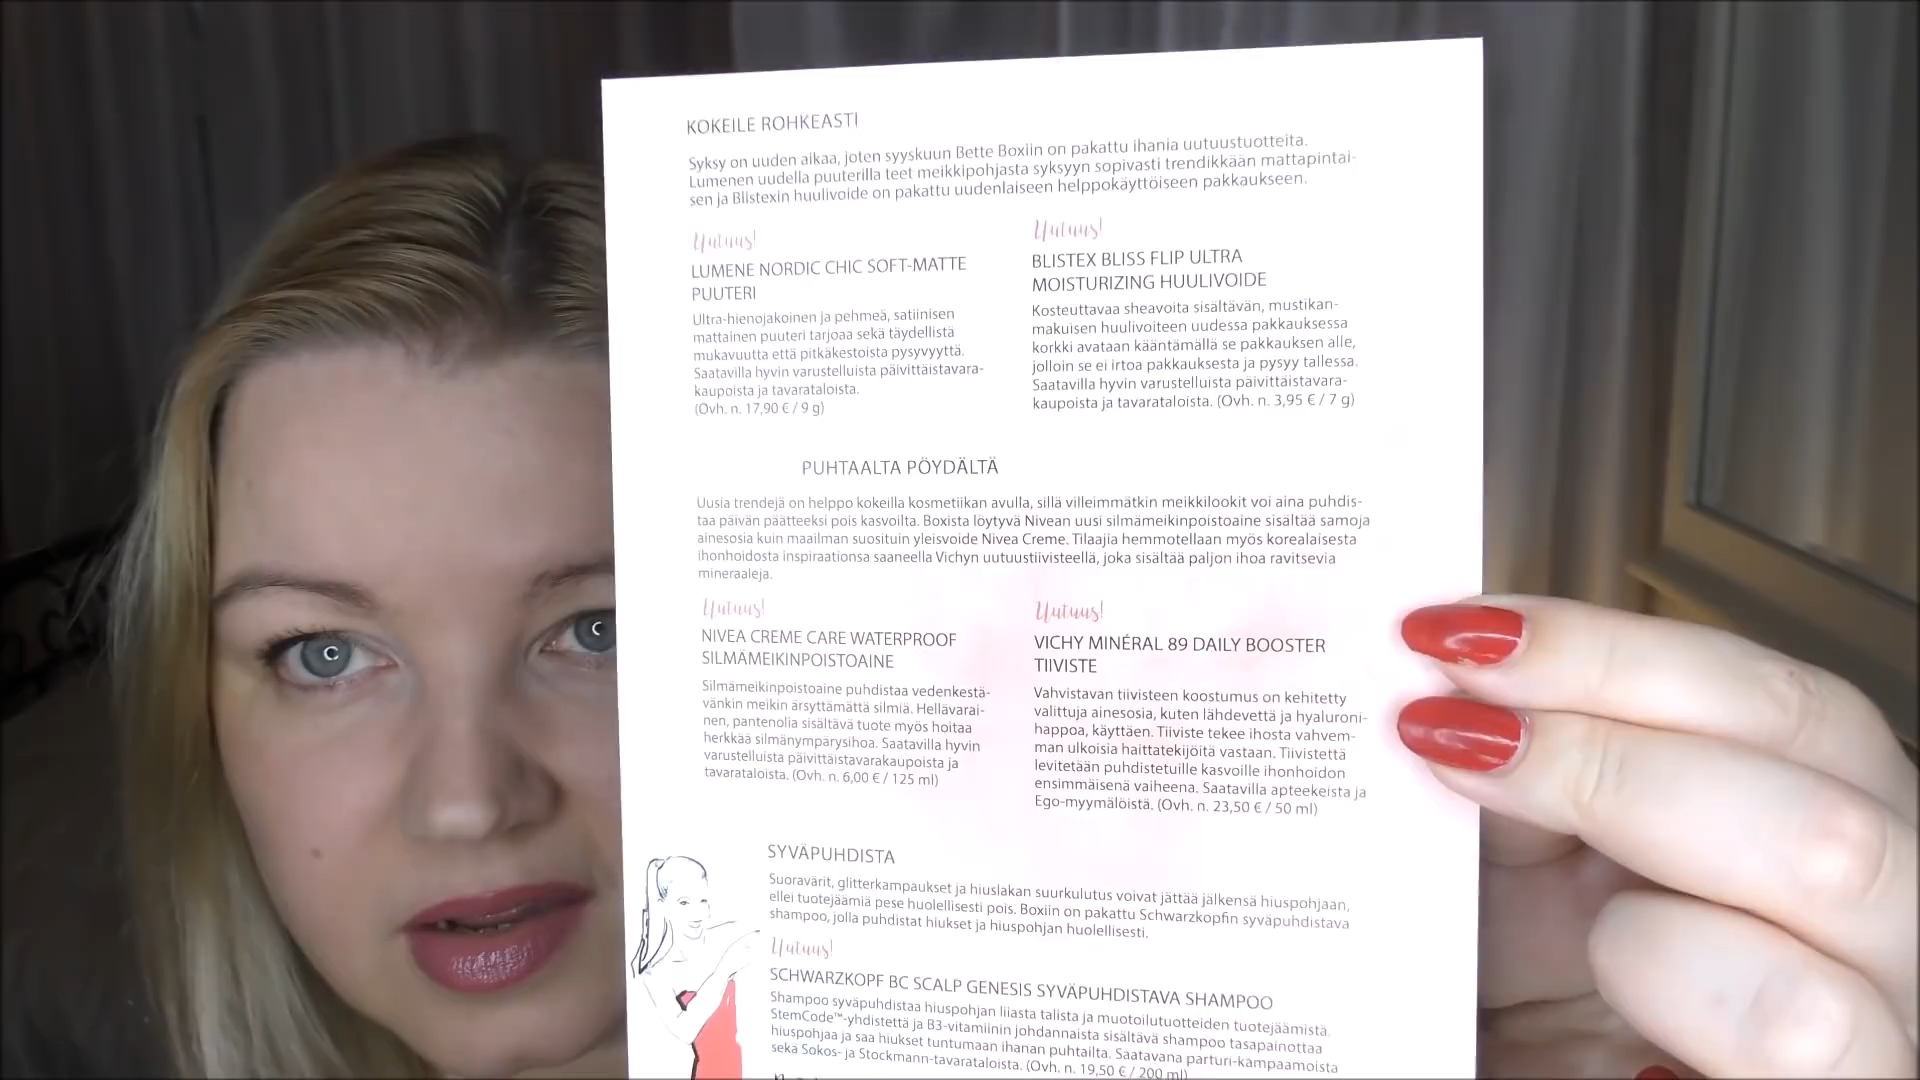 KOKEILE ROHKEASTI
Syksy on uuden aikaa, joten syyskuun Bette Boxiin on pakattu ihania uutuustuotteita.
Lumenen uudella puuterilla teet meikkipohjasta syksyyn sopivasti trendikkään mattapintai-
sen ja Blistexin huulivoide on pakattu uudenlaiseen helppokäyttöiseen pakkaukseen.
Uutuus!
LUMENE NORDIC CHIC SOFT-MATTE
PUUTERI
Ultra-hienojakoinen ja pehmeä, satiinisen
mattainen puuteri tarjoaa sekä täydellistä
mukavuutta että pitkäkestoista pysyvyyttä.
Saatavilla hyvin varustelluista päivittäistavara-
kaupoista ja tavarataloista.
(Ovh. n. 17,90 € / 9 g)
Uutuus!
BLISTEX BLISS FLIP ULTRA
MOISTURIZING HUULIVOIDE
Kosteuttavaa sheavoita sisältävän, mustikan-
makuisen huulivoiteen uudessa pakkauksessa
korkki avataan kääntämällä se pakkauksen alle,
jolloin se ei irtoa pakkauksesta ja pysyy tallessa.
Saatavilla hyvin varustelluista päivittäistavara-
kaupoista ja tavarataloista. (Ovh. n. 3,95 € / 7 g)
PUHTAALTA PÖYDÄLTÄ
Uusia trendejä on helppo kokeilla kosmetiikan avulla, sillä villeimmätkin meikkilookit voi aina puhdis-
taa päivän päätteeksi pois kasvoilta. Boxista löytyvä Nivean uusi silmämeikinpoistoaine sisältää samoja
ainesosia kuin maailman suosituin yleisvoide Nivea Creme. Tilaajia hemmotellaan myös korealaisesta
ihonhoidosta inspiraationsa saaneella Vichyn uutuustiivisteellä, joka sisältää paljon ihoa ravitsevia
mineraaleja.
Uutuus!
NIVEA CREME CARE WATERPROOF
SILMÄMEIKINPOISTOAINE
Silmämeikinpoistoaine puhdistaa vedenkestä-
vänkin meikin ärsyttämättä silmiä. Hellävarai-
nen, pantenolia sisältävä tuote myös hoitaa
herkkää silmänympärysihoa. Saatavilla hyvin
varustelluista päivittäistavarakaupoista ja
tavarataloista. (Ovh. n. 6,00 € / 125 ml)
Uutuus!
VICHY MINÉRAL 89 DAILY BOOSTER
TIIVISTE
Vahvistavan tiivisteen koostumus on kehitetty
valittuja ainesosia, kuten lähdevettä ja hyaluroni-
happoa, käyttäen. Tiiviste tekee ihosta vahvem-
man ulkoisia haittatekijöitä vastaan. Tiivistettä
levitetään puhdistetuille kasvoille ihonhoidon
ensimmäisenä vaiheena. Saatavilla apteekeista ja
Ego-myymälöistä. (Ovh. n. 23,50 € / 50 ml)
SYVÄPUHDISTA
Suoravärit, glitterkampaukset ja hiuslakan suurkulutus voivat jättää jälkensä hiuspohjaan,
ellei tuotejäämiä pese huolellisesti pois. Boxiin on pakattu Schwarzkopfin syväpuhdistava
shampoo, jolla puhdistat hiukset ja hiuspohjan huolellisesti.
Uutuus!
SCHWARZKOPF BC SCALP GENESIS SYVÄPUHDISTAVA SHAMPOO
Shampoo syväpuhdistaa hiuspohjan liiasta talista ja muotoilutuotteiden tuotejäämistä.
StemCode™-yhdistettä ja B3-vitamiinin johdannaista sisältävä shampoo tasapainottaa
hiuspohjaa ja saa hiukset tuntumaan ihanan puhtailta. Saatavana parturi-kampaamoista
sekä Sokos- ja Stockmann-tavarataloista. (Ovh. n. 19,50 € / 200 ml)